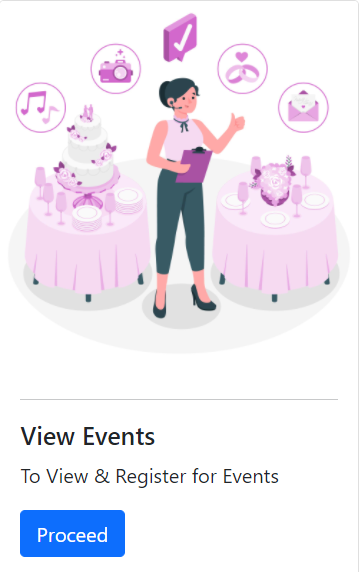 View Events
To View & Register for Events
Proceed